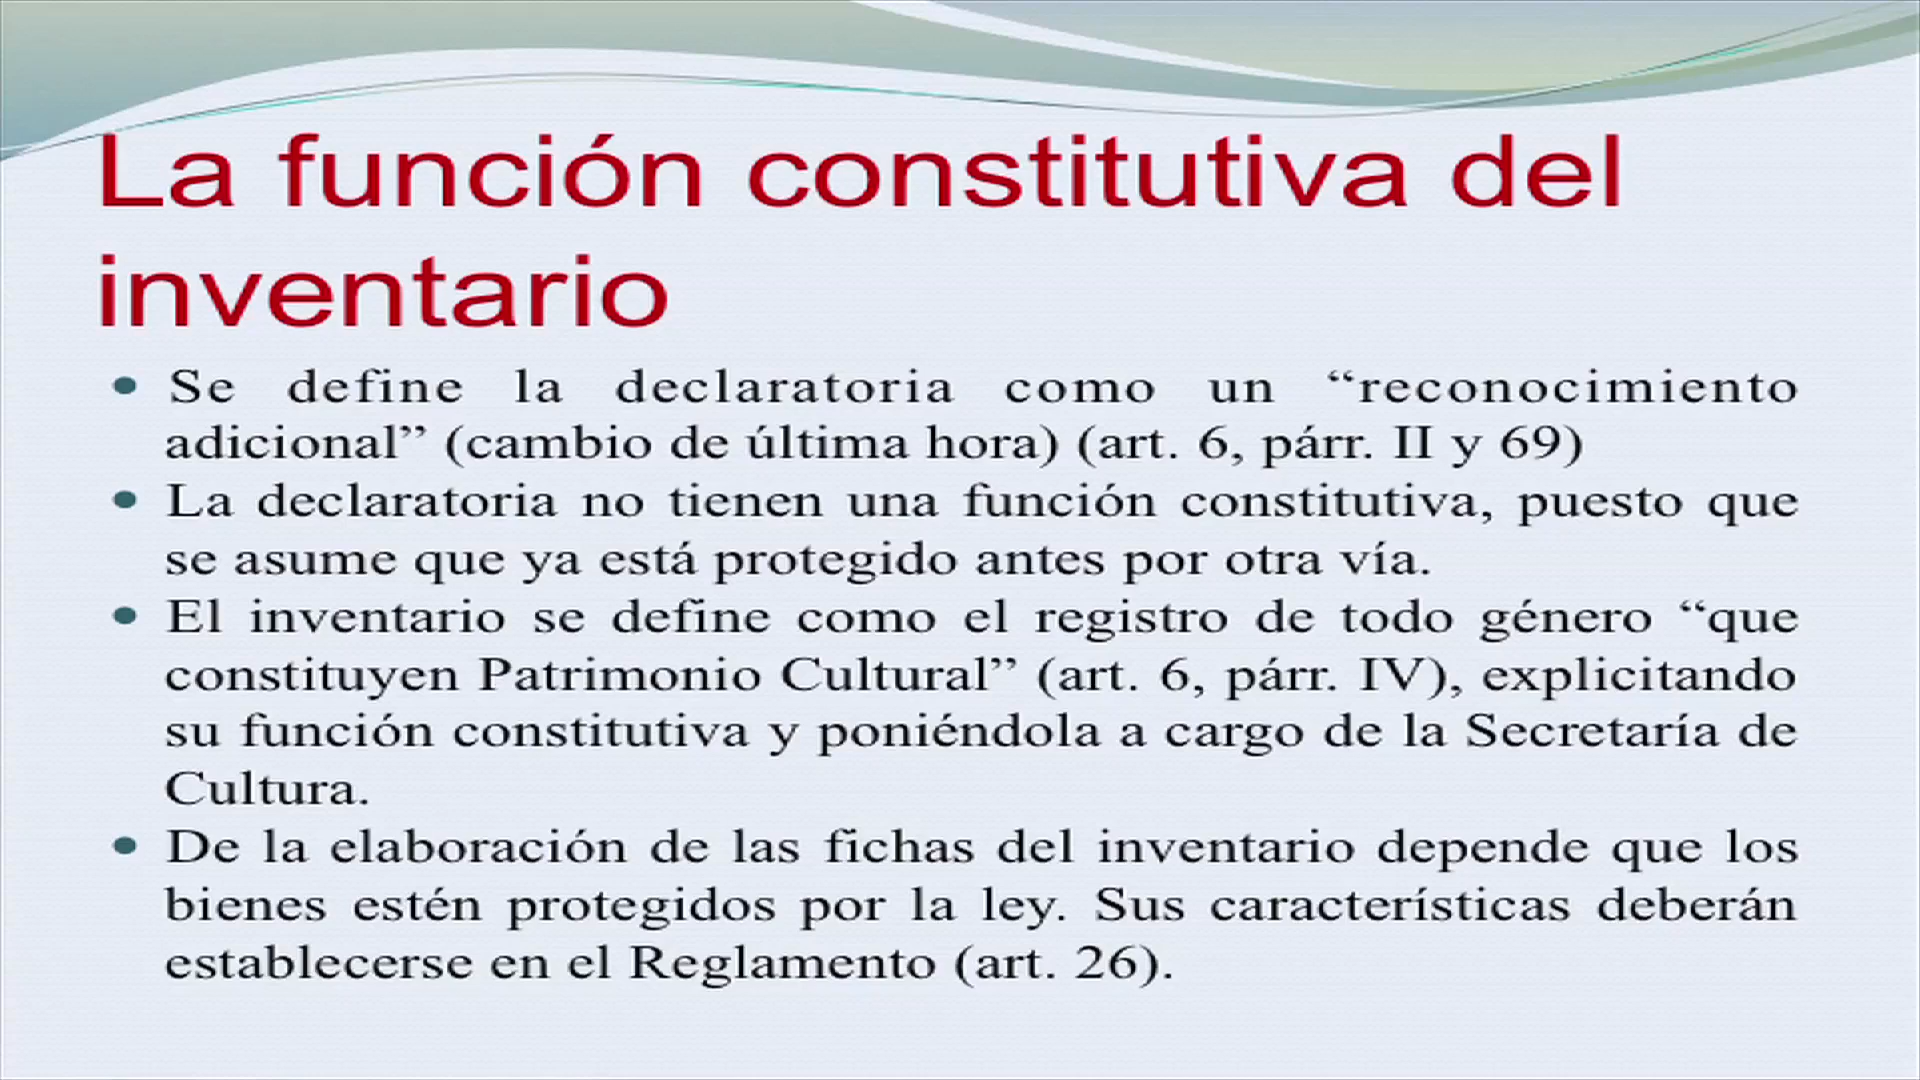 La función constitutiva del
inventario
• Se define la declaratoria como un “reconocimiento
adicional” (cambio de última hora) (art. 6, párr. II y 69)
• La declaratoria no tienen una función constitutiva, puesto que
se asume que ya está protegido antes por otra vía.
• El inventario se define como el registro de todo género “que
constituyen Patrimonio Cultural” (art. 6, párr. IV), explicitando
su función constitutiva y poniéndola a cargo de la Secretaría de
Cultura.
• De la elaboración de las fichas del inventario depende que los
bienes estén protegidos por la ley. Sus características deberán
establecerse en el Reglamento (art. 26).